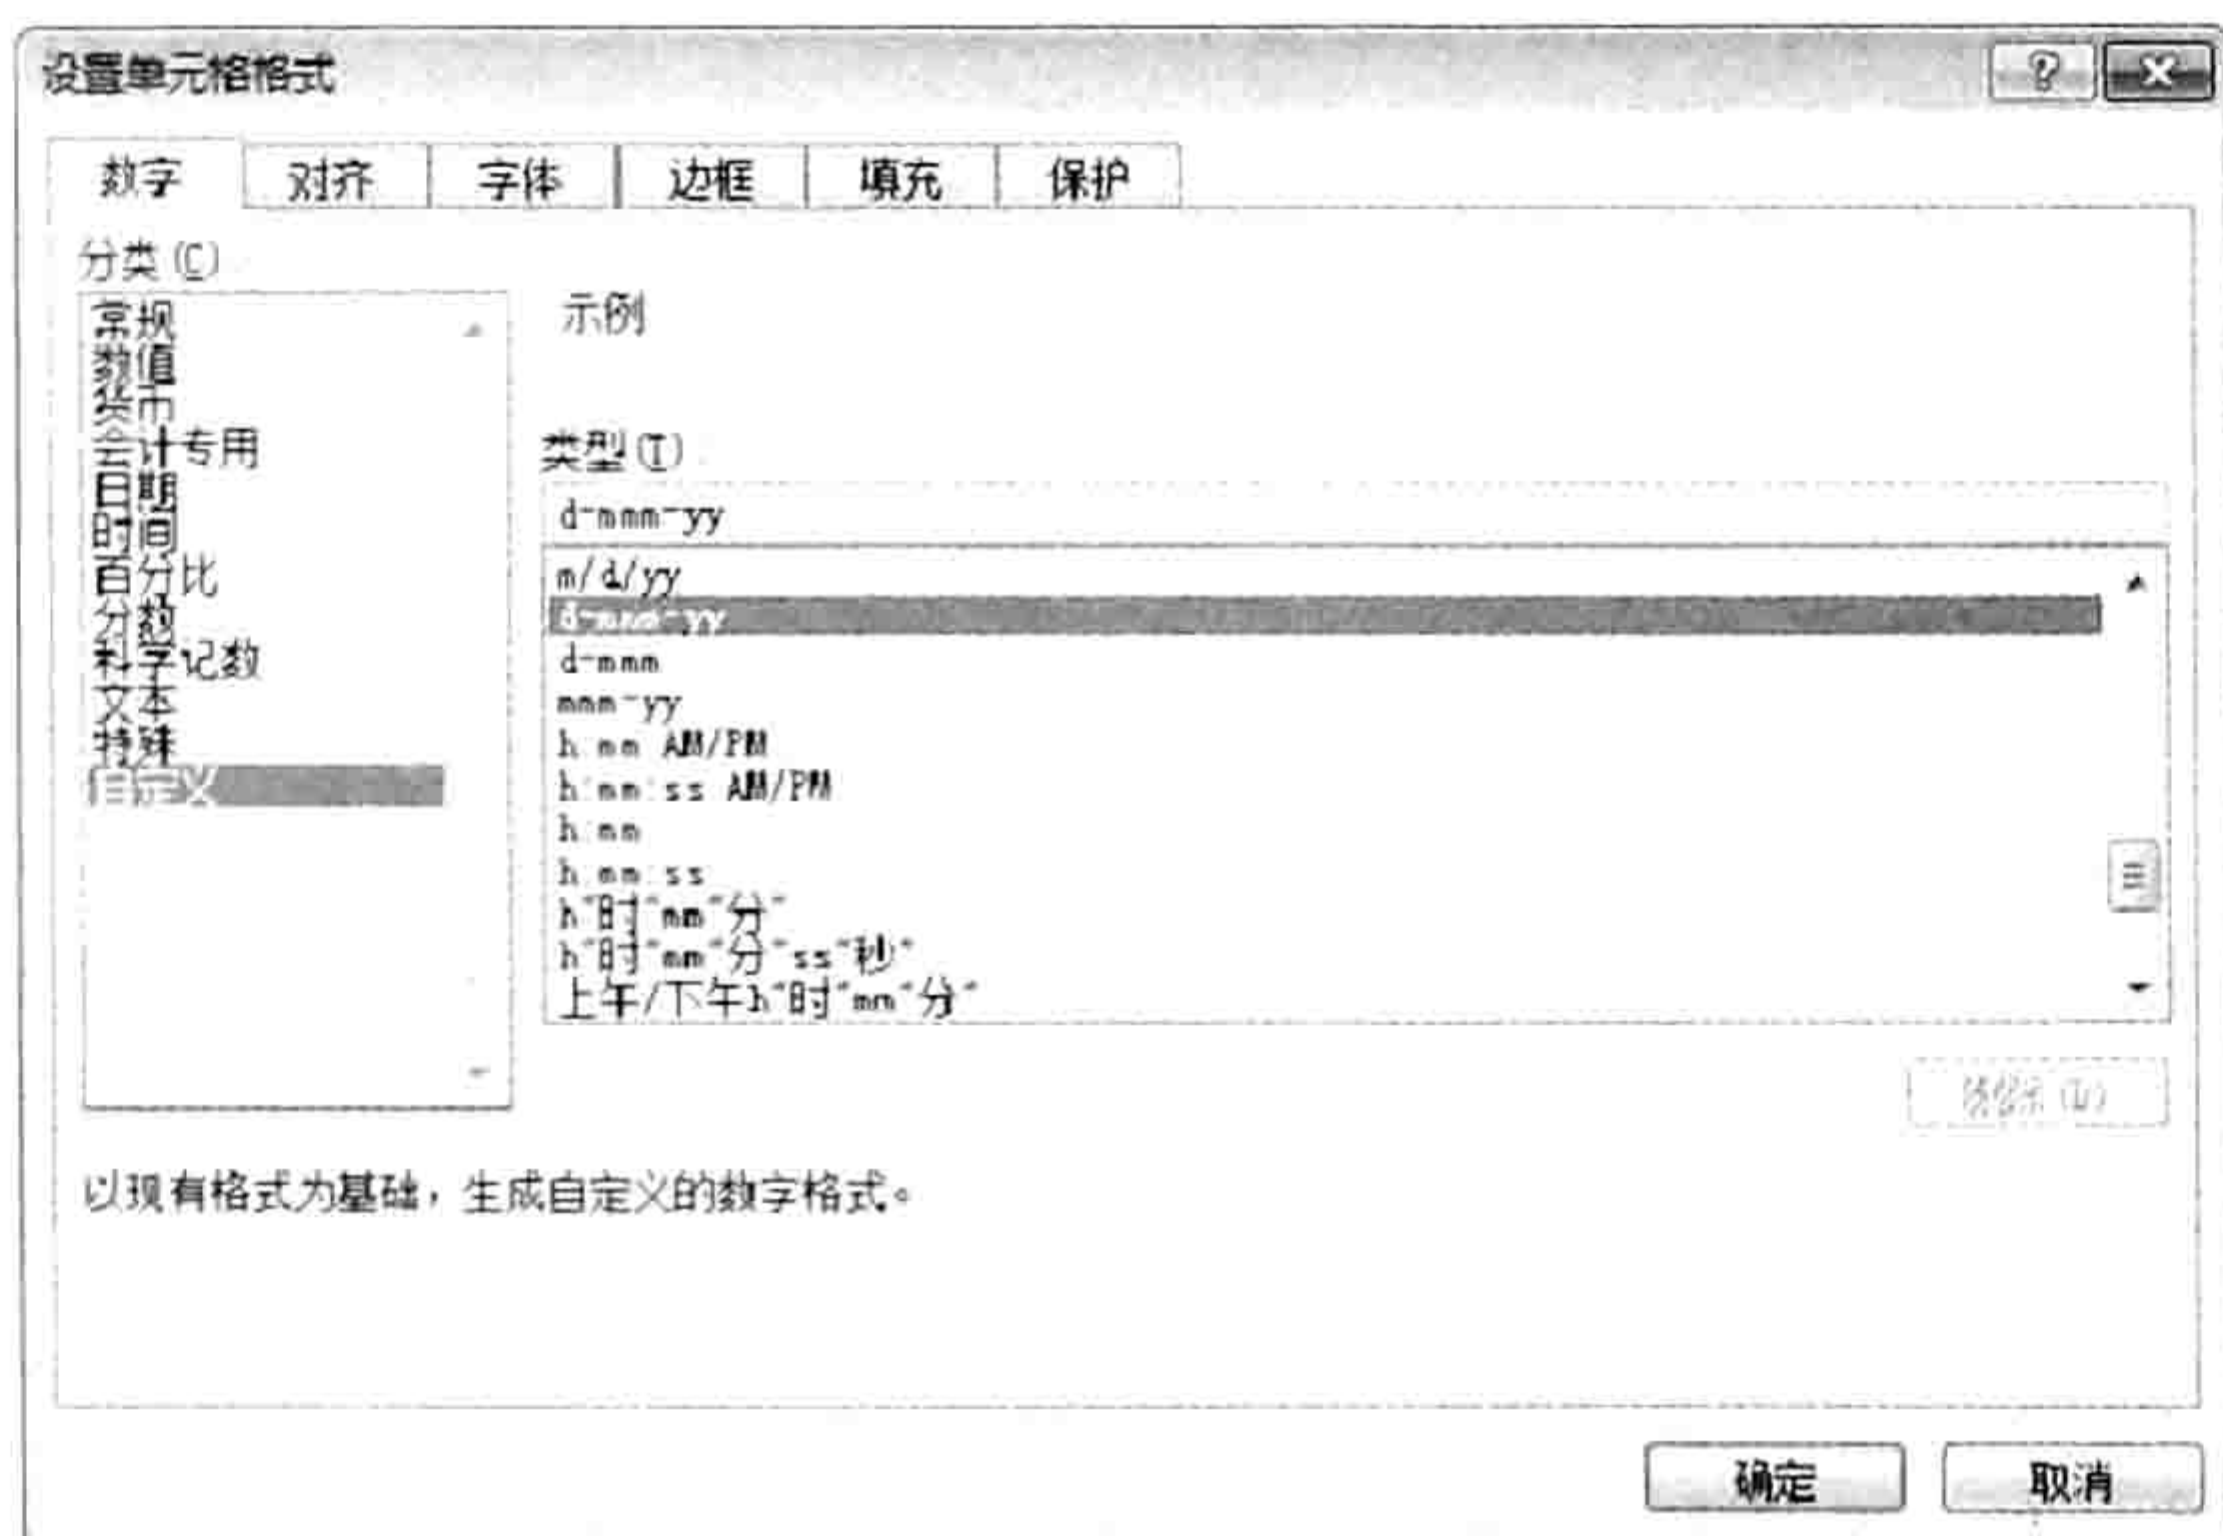 设置单元格格式
数字 对齐 字体 边框 填充 保护
分类(C)
常规
数值
货币
会计专用
日期
时间
百分比
分数
科学记数
文本
特殊
自定义
示例
类型(T)
d-mmm-yy
m/d/yy
d-mmm-yy
d-mmm
mmm-yy
h:mm AM/PM
h:mm:ss AM/PM
h:mm
h:mm:ss
h"时"mm"分"
h"时"mm"分"ss"秒"
上午/下午h"时"mm"分"
删除(D)
以现有格式为基础，生成自定义的数字格式。
确定 取消